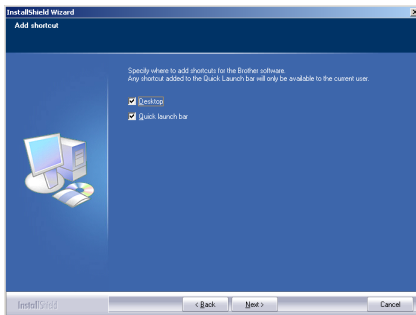 InstallShield Wizard
Add shortcut
Specify where to add shortcuts for the Brother software.
Any shortcut added to the Quick Launch bar will only be available to the current user.
Desktop
Quick launch bar
InstallShield
< Back
Next >
Cancel